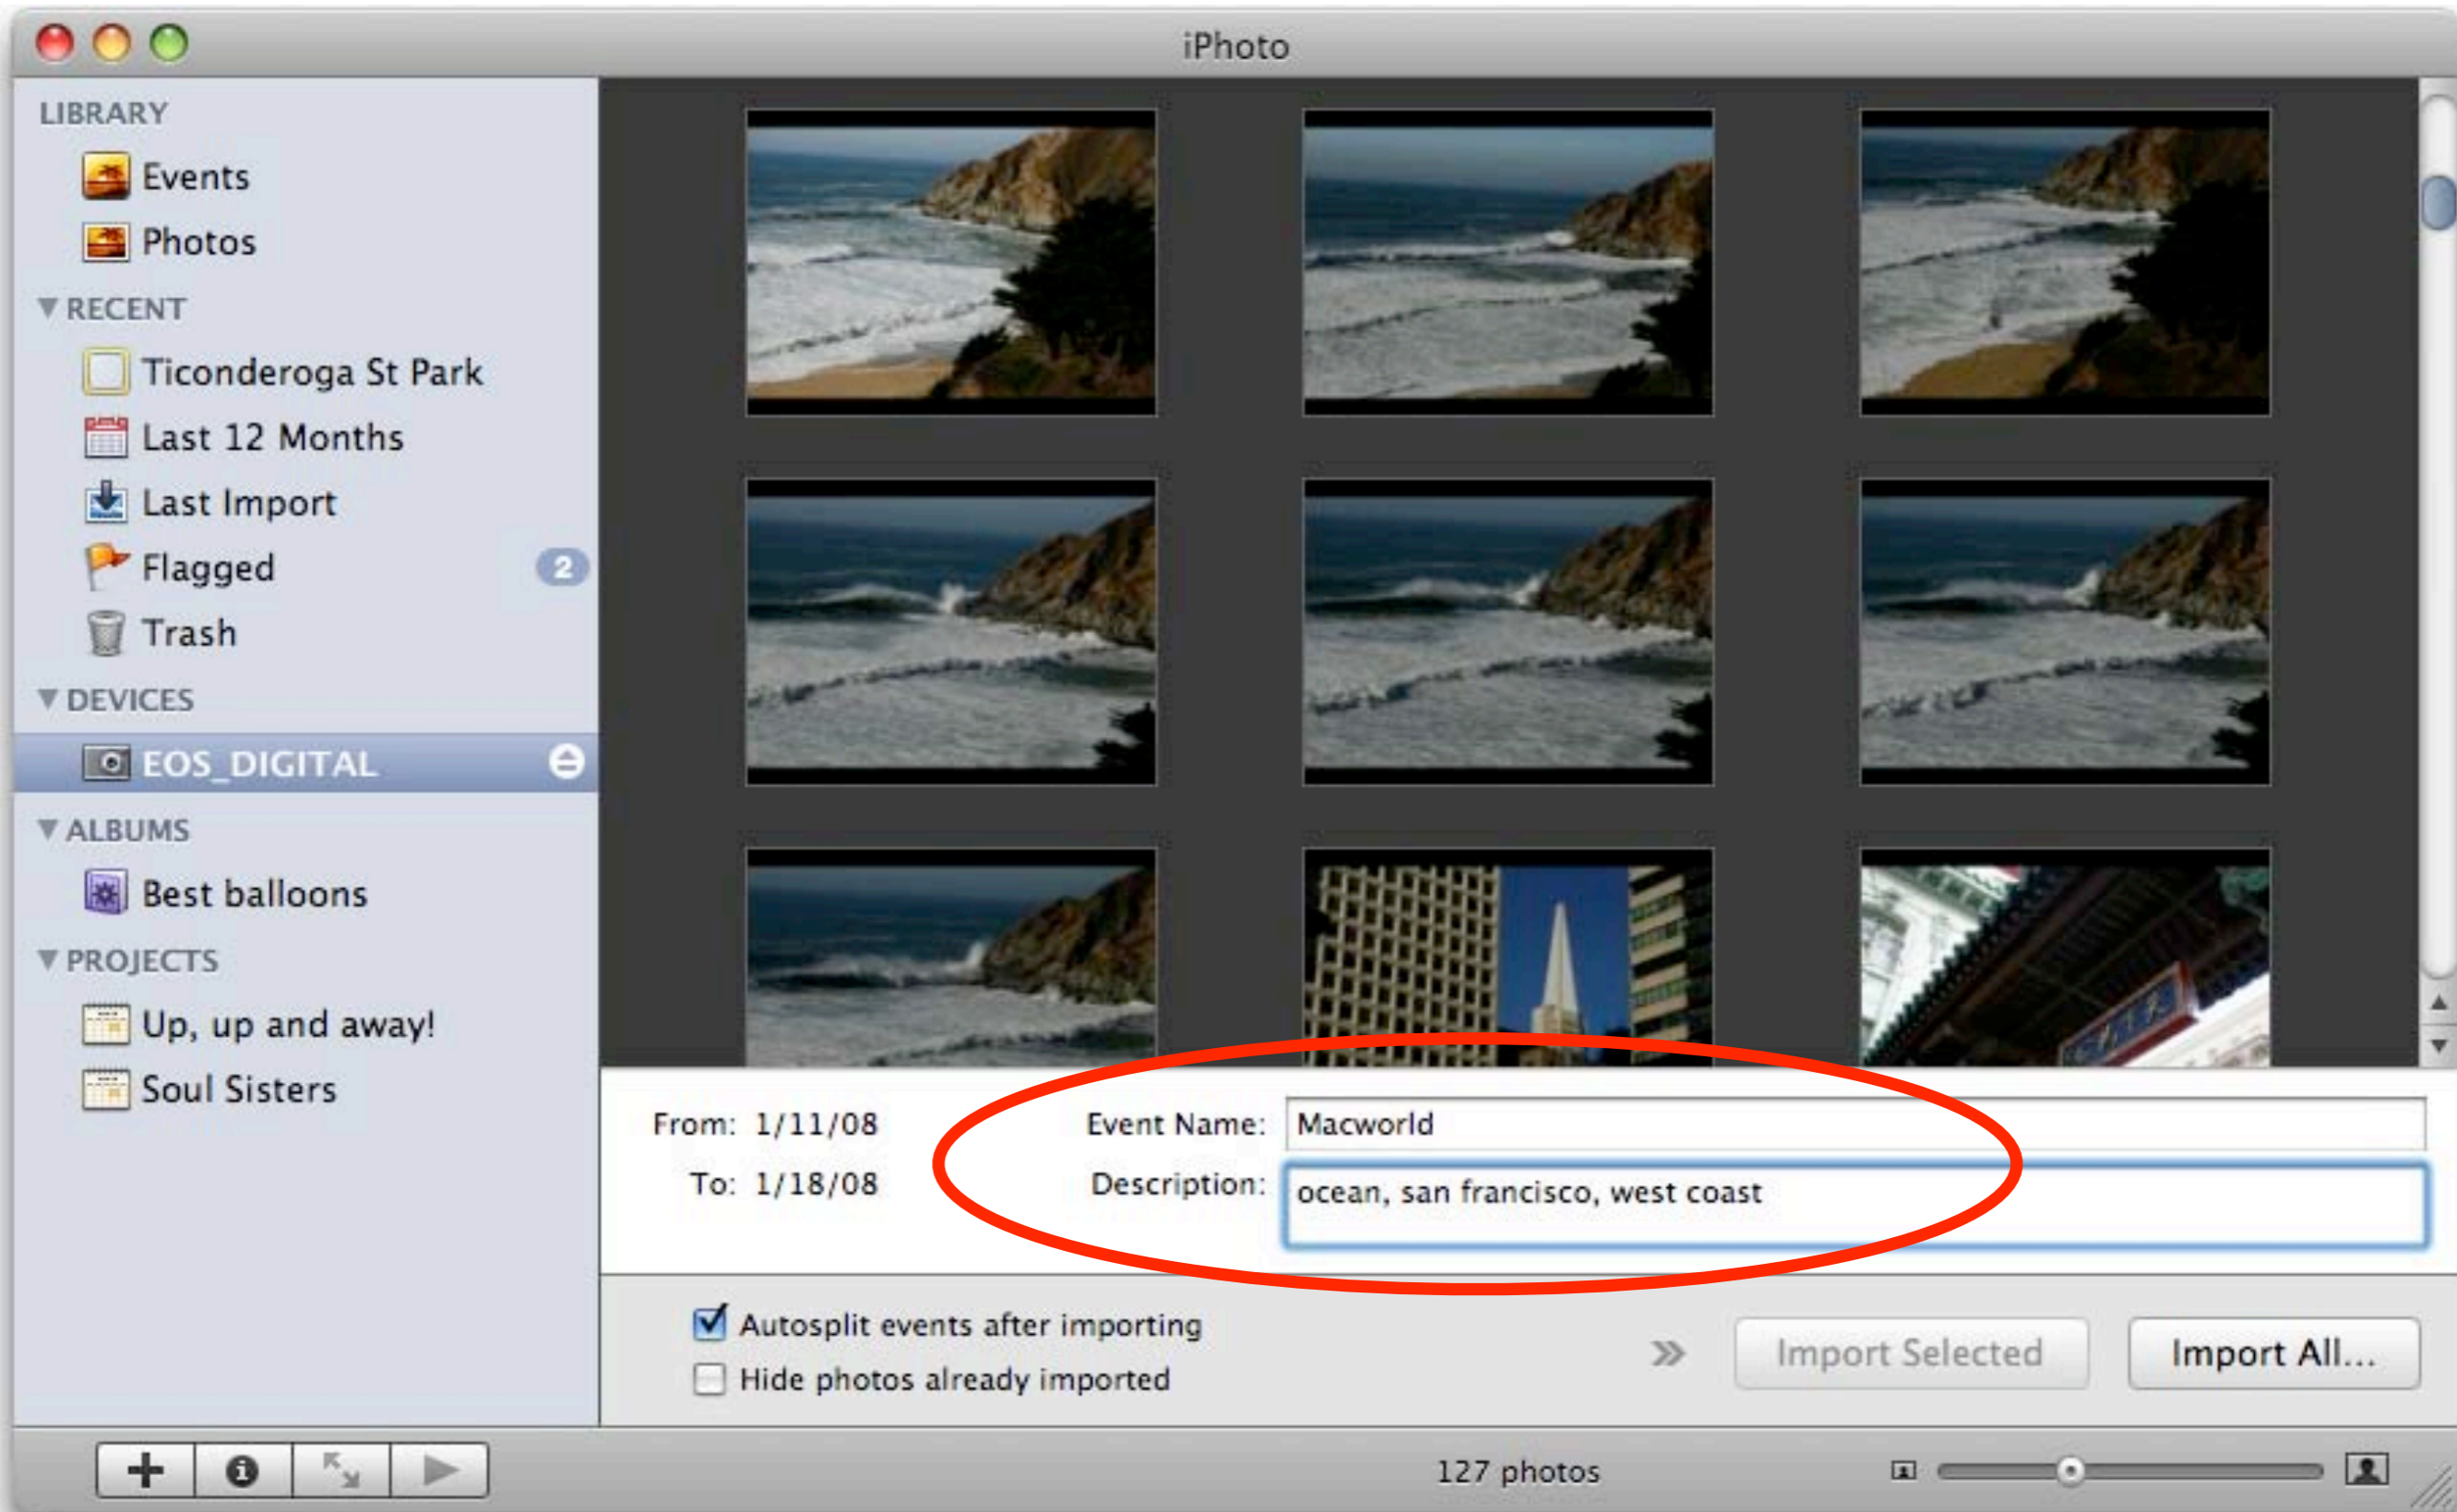 iPhoto
LIBRARY
Events
Photos
RECENT
Ticonderoga St Park
Last 12 Months
Last Import
Flagged 2
Trash
DEVICES
EOS_DIGITAL
ALBUMS
Best balloons
PROJECTS
Up, up and away!
Soul Sisters
From: 1/11/08 Event Name: Macworld
To: 1/18/08 Description: ocean, san francisco, west coast
Autosplit events after importing
Hide photos already imported
Import Selected Import All...
127 photos